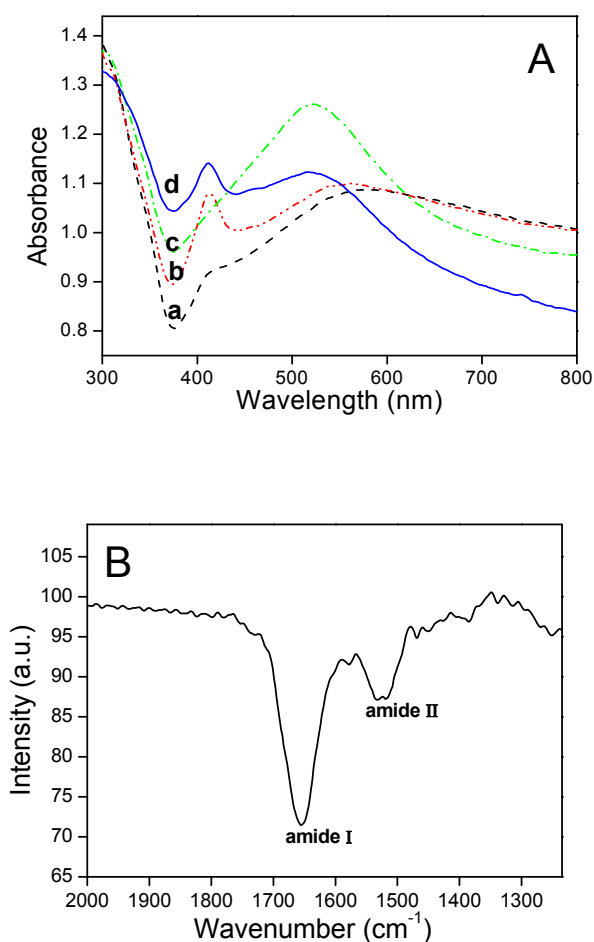 A
1.4
1.3
1.2
1.1
1.0
0.9
0.8
Absorbance
d
c
b
a
300 400 500 600 700 800
Wavelength (nm)
B
105
100
95
90
85
80
75
70
65
Intensity (a.u.)
amide II
amide I
2000 1900 1800 1700 1600 1500 1400 1300
Wavenumber (cm⁻¹)